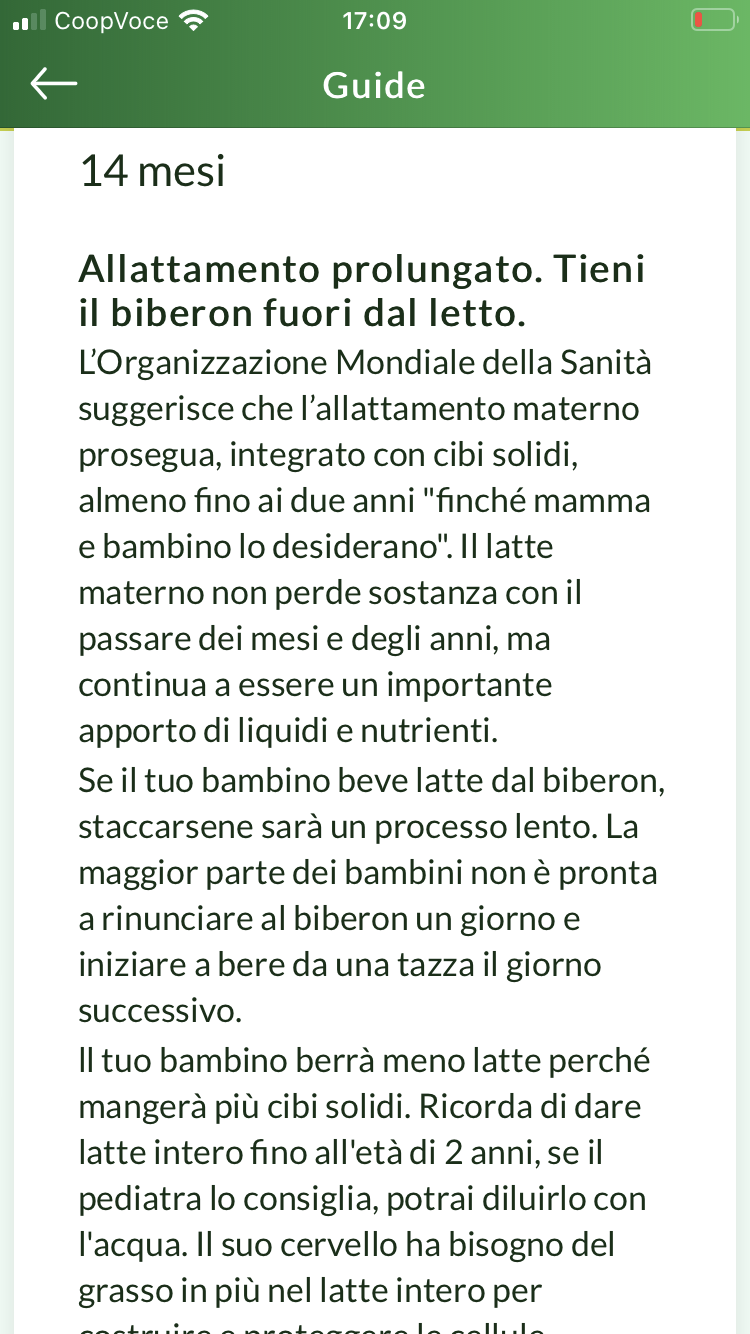 CoopVoce 17:09
Guide
14 mesi
Allattamento prolungato. Tieni
il biberon fuori dal letto.
L’Organizzazione Mondiale della Sanità
suggerisce che l’allattamento materno
prosegua, integrato con cibi solidi,
almeno fino ai due anni "finché mamma
e bambino lo desiderano". Il latte
materno non perde sostanza con il
passare dei mesi e degli anni, ma
continua a essere un importante
apporto di liquidi e nutrienti.
Se il tuo bambino beve latte dal biberon,
staccarsene sarà un processo lento. La
maggior parte dei bambini non è pronta
a rinunciare al biberon un giorno e
iniziare a bere da una tazza il giorno
successivo.
Il tuo bambino berrà meno latte perché
mangerà più cibi solidi. Ricorda di dare
latte intero fino all'età di 2 anni, se il
pediatra lo consiglia, potrai diluirlo con
l'acqua. Il suo cervello ha bisogno del
grasso in più nel latte intero per
costruire e proteggere le cellule